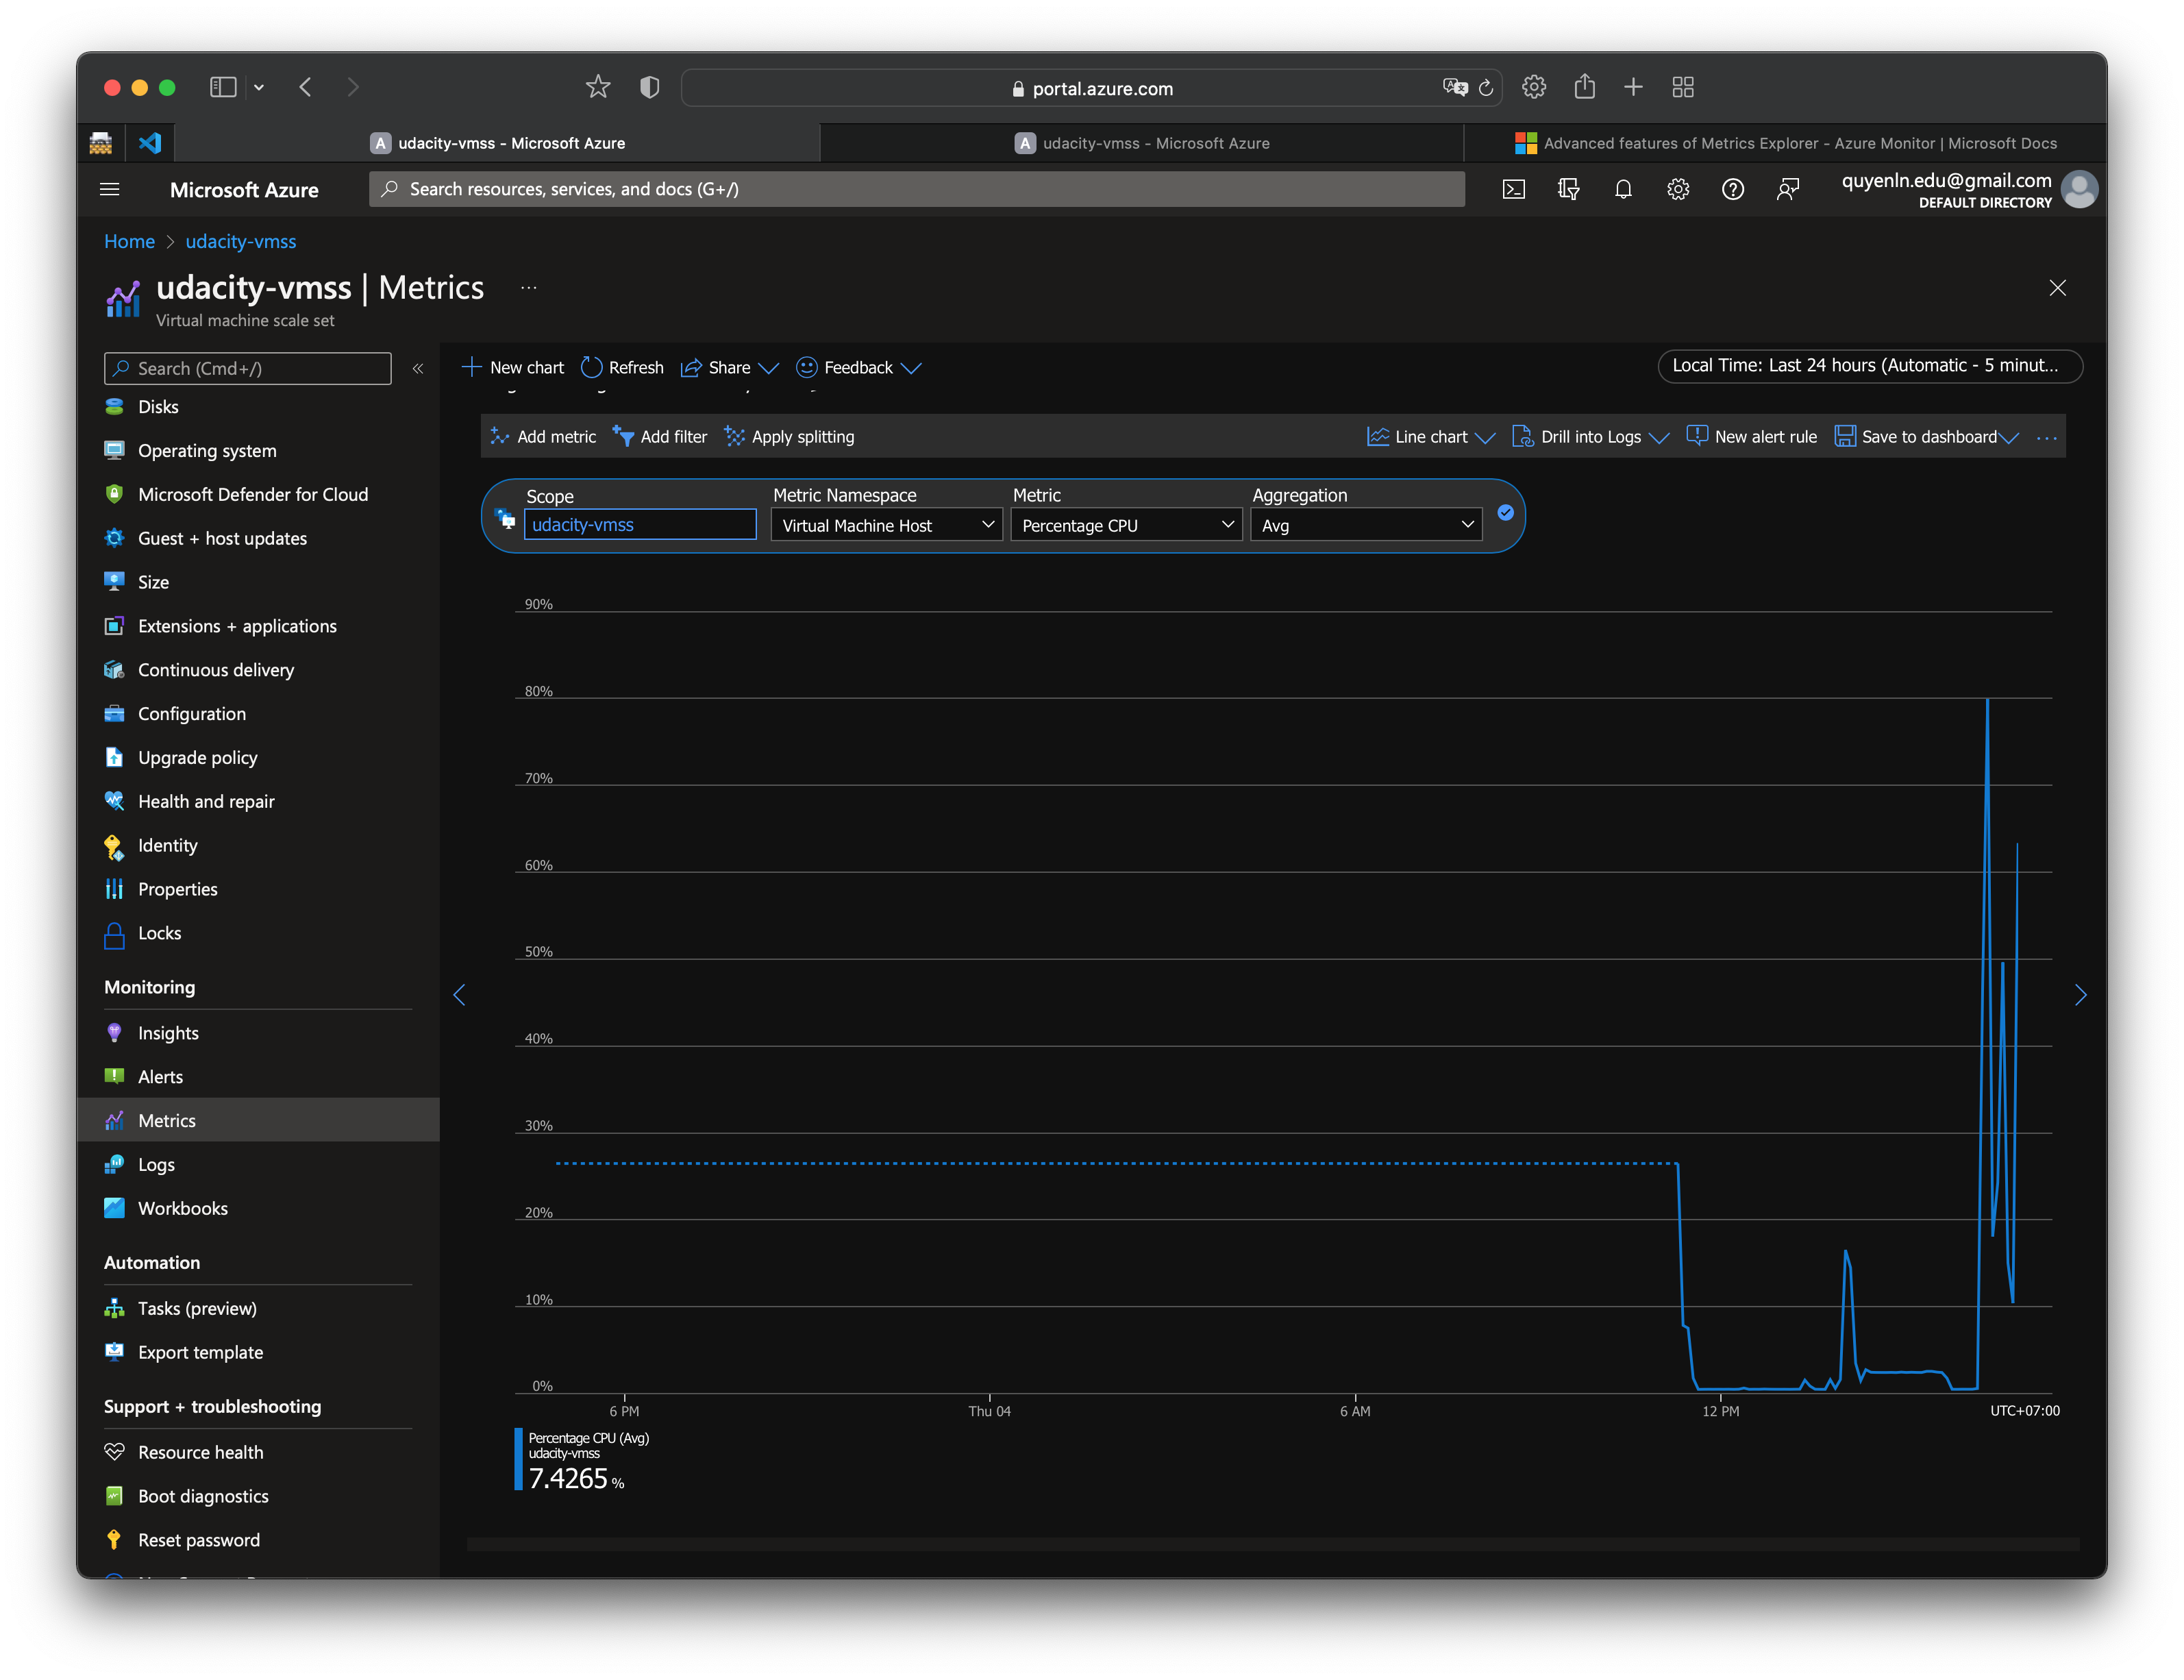 portal.azure.com
udacity-vmss - Microsoft Azure
udacity-vmss - Microsoft Azure
Advanced features of Metrics Explorer - Azure Monitor | Microsoft Docs
Microsoft Azure
Search resources, services, and docs (G+/)
quyenln.edu@gmail.com
DEFAULT DIRECTORY
Home > udacity-vmss
udacity-vmss | Metrics ...
Virtual machine scale set
Search (Cmd+/)
«
Disks
Operating system
Microsoft Defender for Cloud
Guest + host updates
Size
Extensions + applications
Continuous delivery
Configuration
Upgrade policy
Health and repair
Identity
Properties
Locks
Monitoring
Insights
Alerts
Metrics
Logs
Workbooks
Automation
Tasks (preview)
Export template
Support + troubleshooting
Resource health
Boot diagnostics
Reset password
New chart
Refresh
Share
Feedback
Local Time: Last 24 hours (Automatic - 5 minut...
Add metric
Add filter
Apply splitting
Line chart
Drill into Logs
New alert rule
Save to dashboard
...
Scope
udacity-vmss
Metric Namespace
Virtual Machine Host
Metric
Percentage CPU
Aggregation
Avg
90%
80%
70%
60%
50%
40%
30%
20%
10%
0%
6 PM
Thu 04
6 AM
12 PM
UTC+07:00
Percentage CPU (Avg)
udacity-vmss
7.4265 %